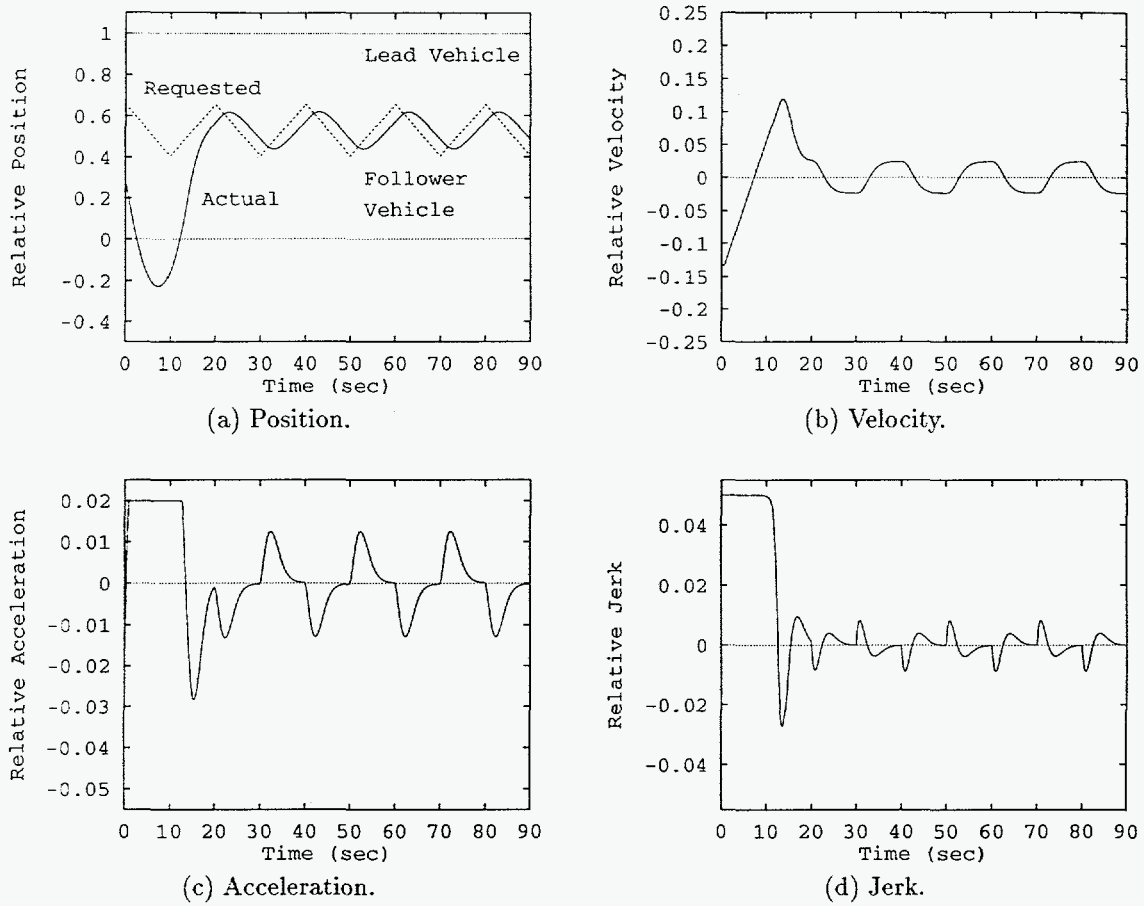 Relative Position
1
0.8
0.6
0.4
0.2
0
-0.2
-0.4
Lead Vehicle
Requested
Actual
Follower
Vehicle
0 10 20 30 40 50 60 70 80 90
Time (sec)
(a) Position.
Relative Velocity
0.25
0.2
0.15
0.1
0.05
0
-0.05
-0.1
-0.15
-0.2
-0.25
0 10 20 30 40 50 60 70 80 90
Time (sec)
(b) Velocity.
Relative Acceleration
0.02
0.01
0
-0.01
-0.02
-0.03
-0.04
-0.05
0 10 20 30 40 50 60 70 80 90
Time (sec)
(c) Acceleration.
Relative Jerk
0.04
0.02
0
-0.02
-0.04
0 10 20 30 40 50 60 70 80 90
Time (sec)
(d) Jerk.